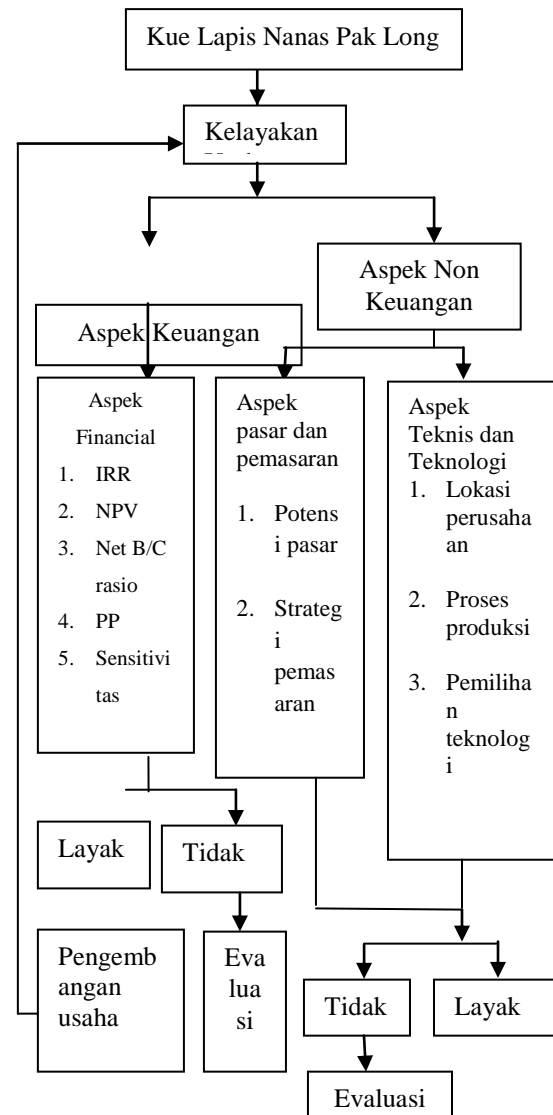 Kue Lapis Nanas Pak Long
Kelayakan
Aspek Non
Keuangan
Aspek Keuangan
Aspek
Financial
1. IRR
2. NPV
3. Net B/C
rasio
4. PP
5. Sensitivi
tas
Aspek
pasar dan
pemasaran
1. Potens
i pasar
2. Strateg
i
pemas
aran
Aspek
Teknis dan
Teknologi
1. Lokasi
perusaha
an
2. Proses
produksi
3. Pemiliha
n
teknolog
i
Layak
Tidak
Pengemb
angan
usaha
Eva
lua
si
Tidak
Layak
Evaluasi